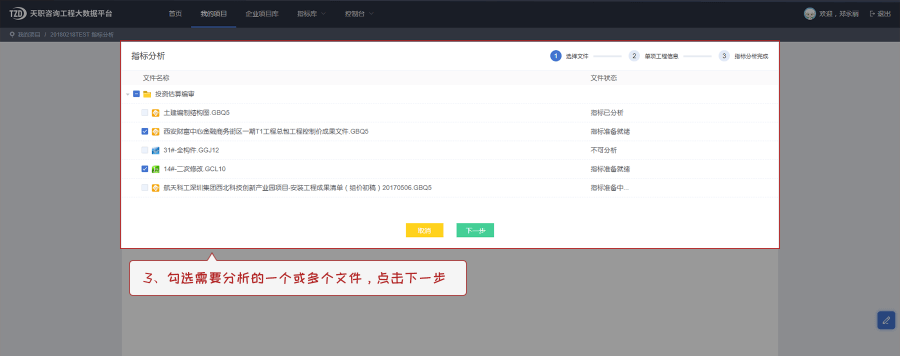 TZD 天职咨询工程大数据平台 首页 我的项目 企业项目库 指标库 控制台 欢迎，郑家丽 退出
我的项目 / 20180218TEST 指标分析
指标分析 1 选择文件 2 单项工程信息 3 指标分析完成
文件名称 文件状态
投资估算编审
土建编制结构图.GBQ5 指标已分析
西安财富中心金融商务街区一期T1工程总包工程控制价成果文件.GBQ5 指标准备就绪
31#-全构件.GGJ12 不可分析
14#-二次修改.GCL10 指标准备就绪
航天科工深圳集团西北科技创新产业园项目-安装工程成果清单（组价初稿）20170506.GBQ5 指标准备中...
取消 下一步
3、勾选需要分析的一个或多个文件，点击下一步